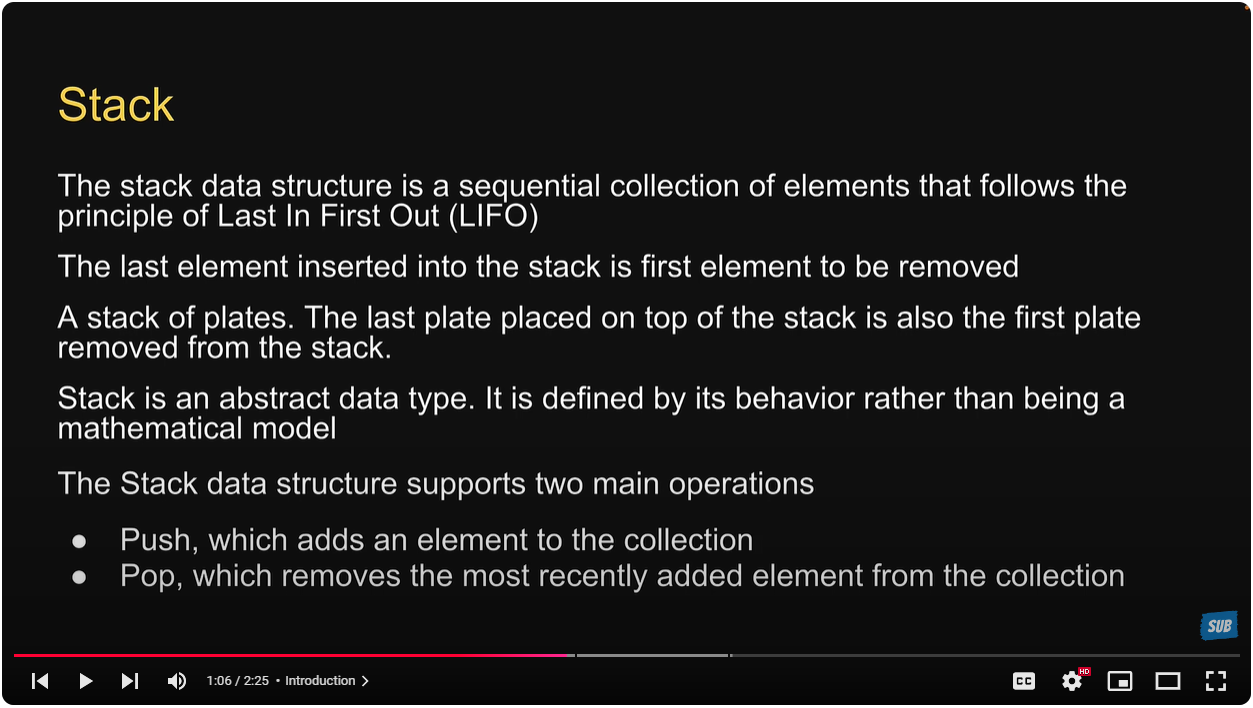 Stack
The stack data structure is a sequential collection of elements that follows the
principle of Last In First Out (LIFO)
The last element inserted into the stack is first element to be removed
A stack of plates. The last plate placed on top of the stack is also the first plate
removed from the stack.
Stack is an abstract data type. It is defined by its behavior rather than being a
mathematical model
The Stack data structure supports two main operations
● Push, which adds an element to the collection
● Pop, which removes the most recently added element from the collection
SUB
1:06 / 2:25 • Introduction >
CC
HD